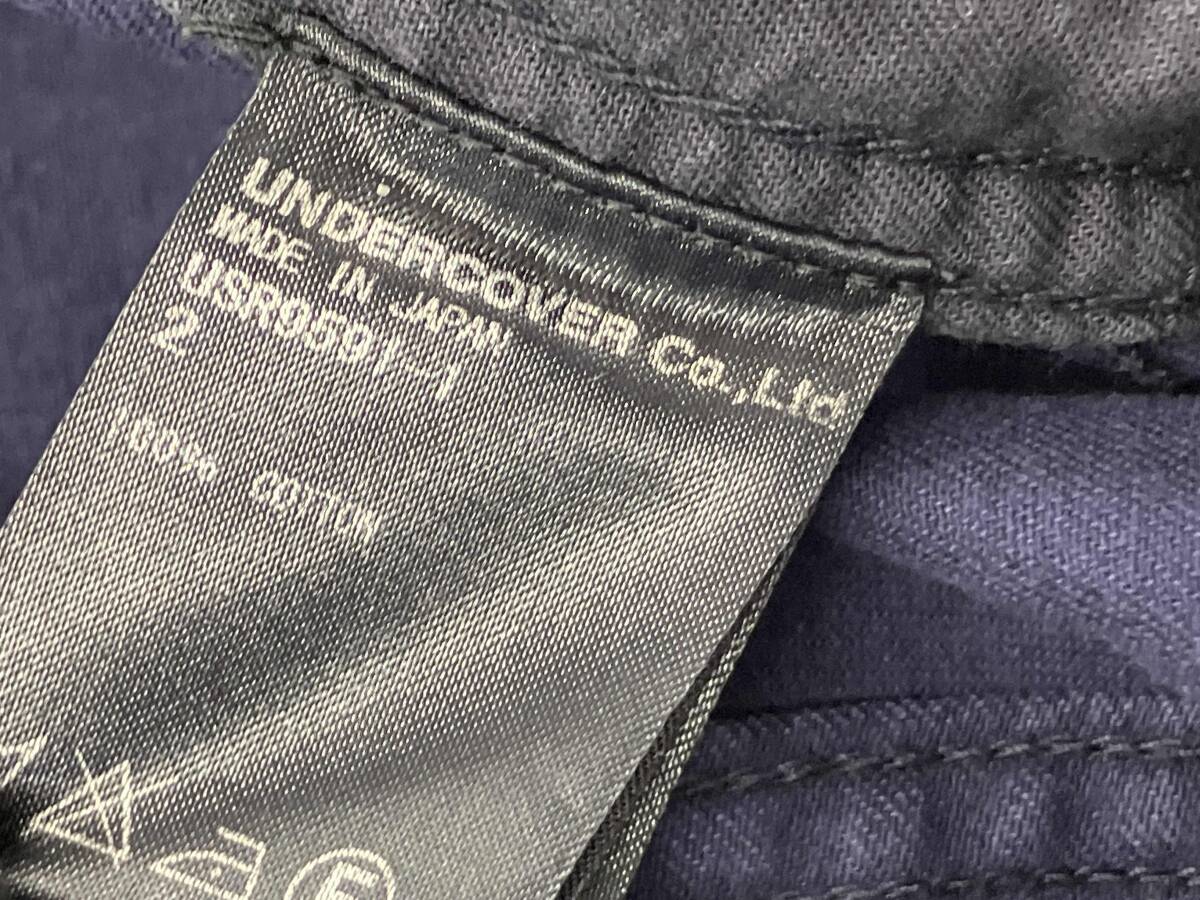 UNDERCOVER Co.,Ltd
MADE IN JAPAN
USR9591-1
2
100% COTTON